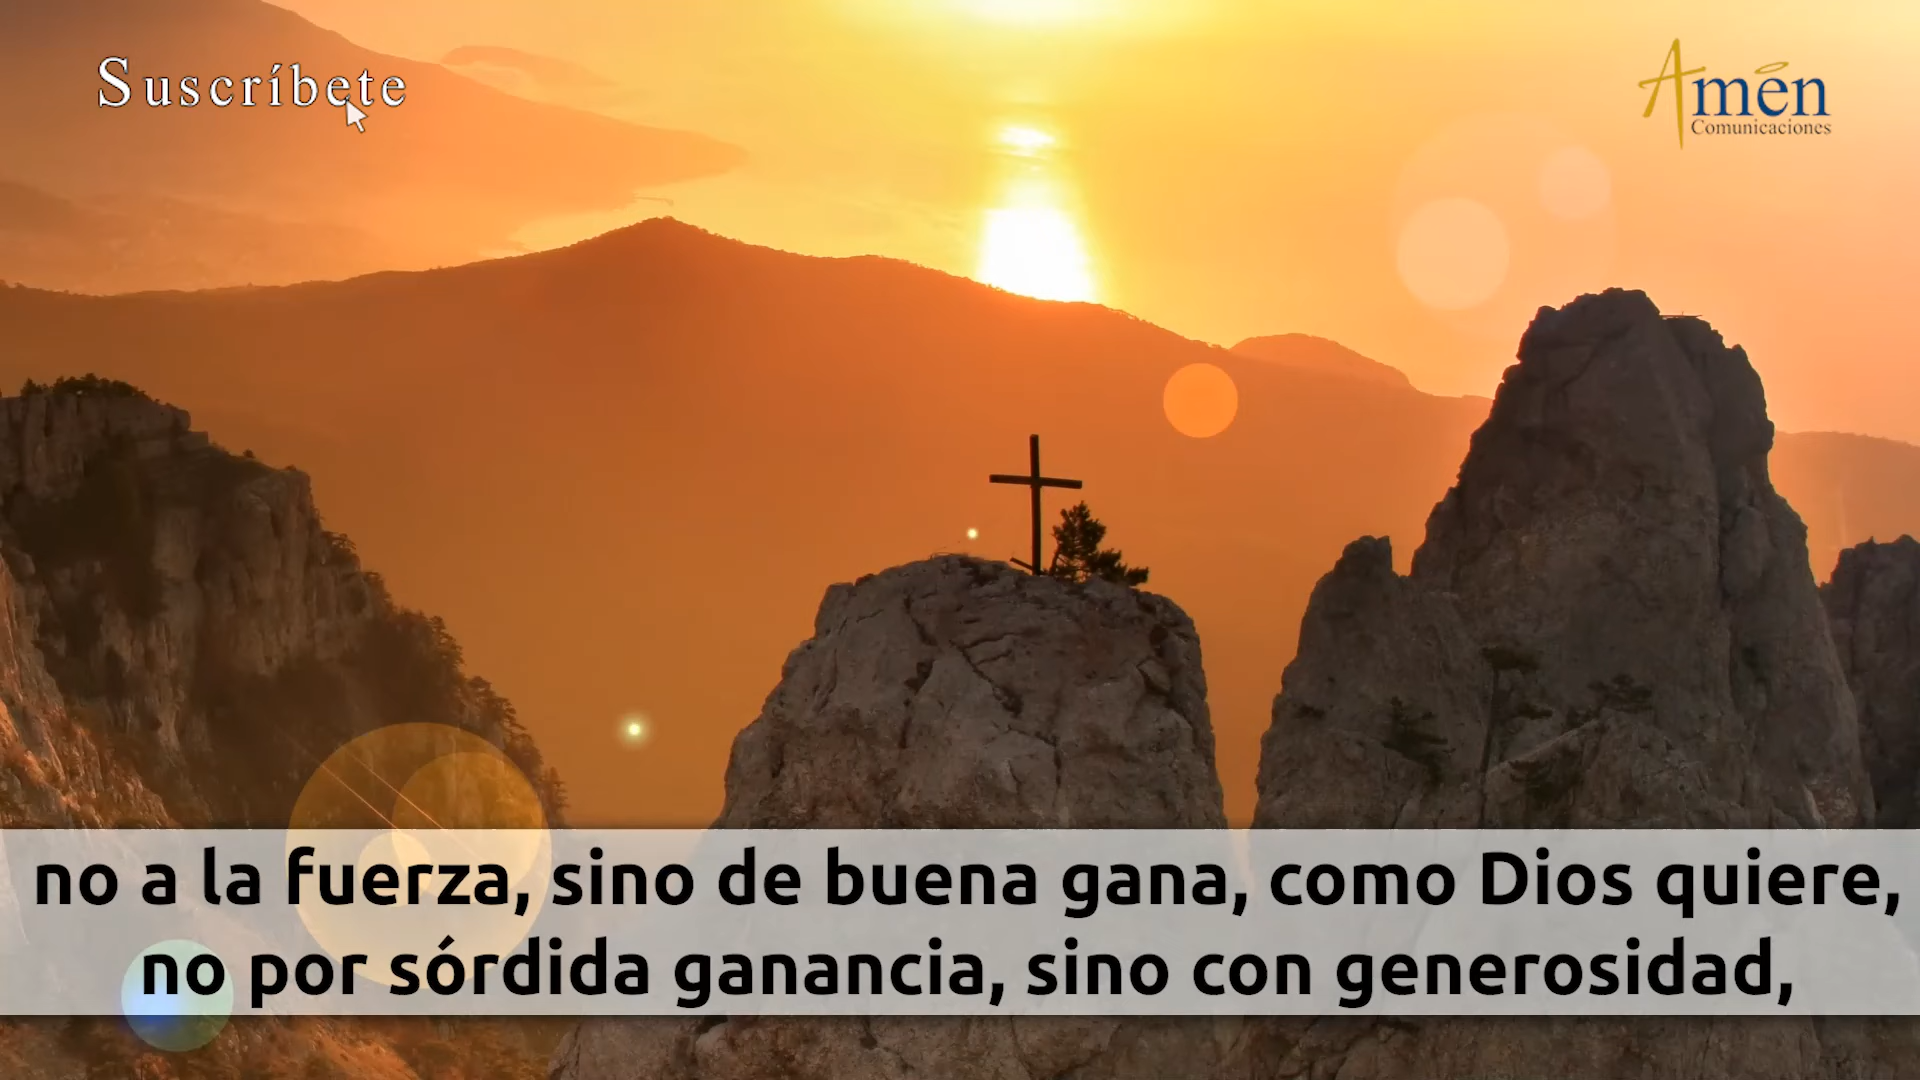 Suscríbete
Amén
Comunicaciones
no a la fuerza, sino de buena gana, como Dios quiere,
no por sórdida ganancia, sino con generosidad,